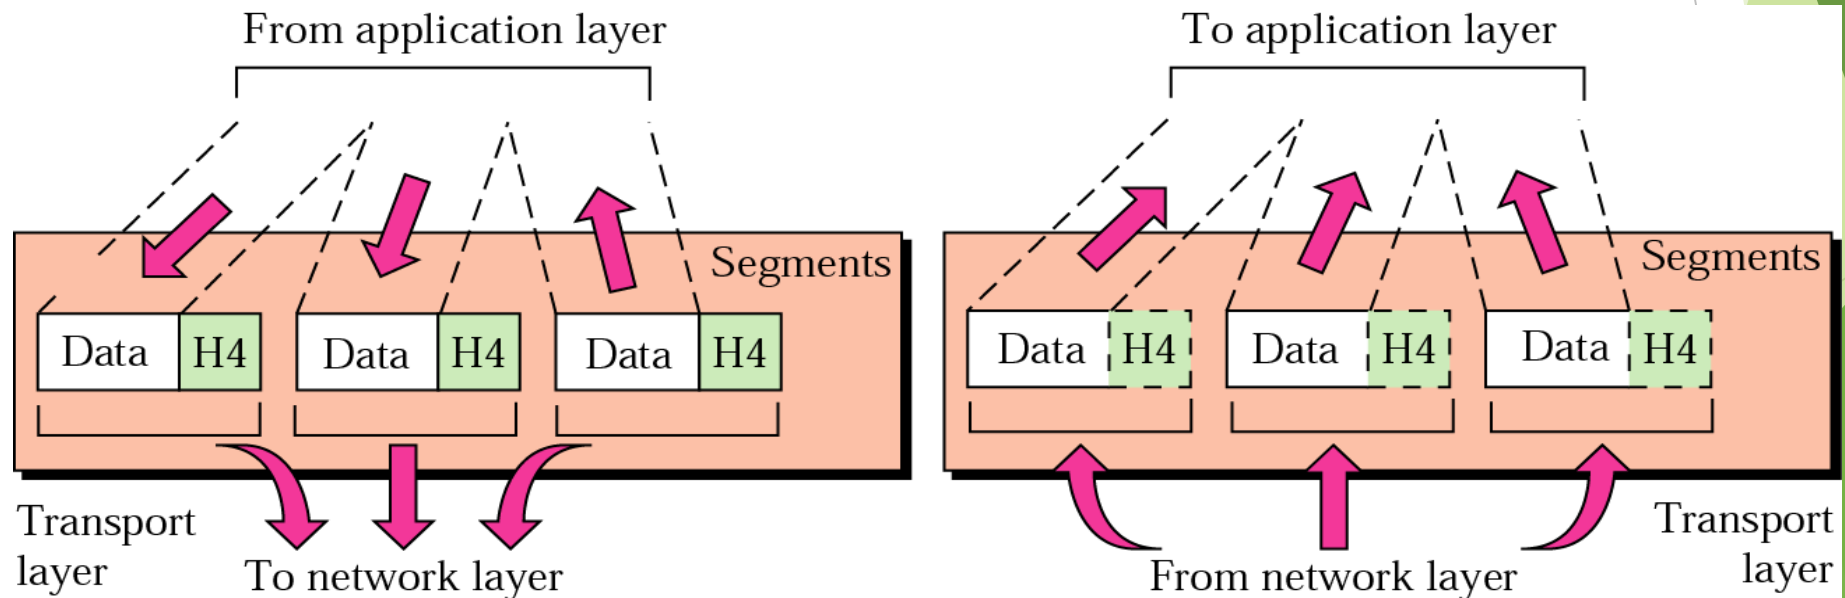 From application layer
Segments
Data H4 Data H4 Data H4
Transport
layer
To network layer
To application layer
Segments
Data H4 Data H4 Data H4
From network layer
Transport
layer